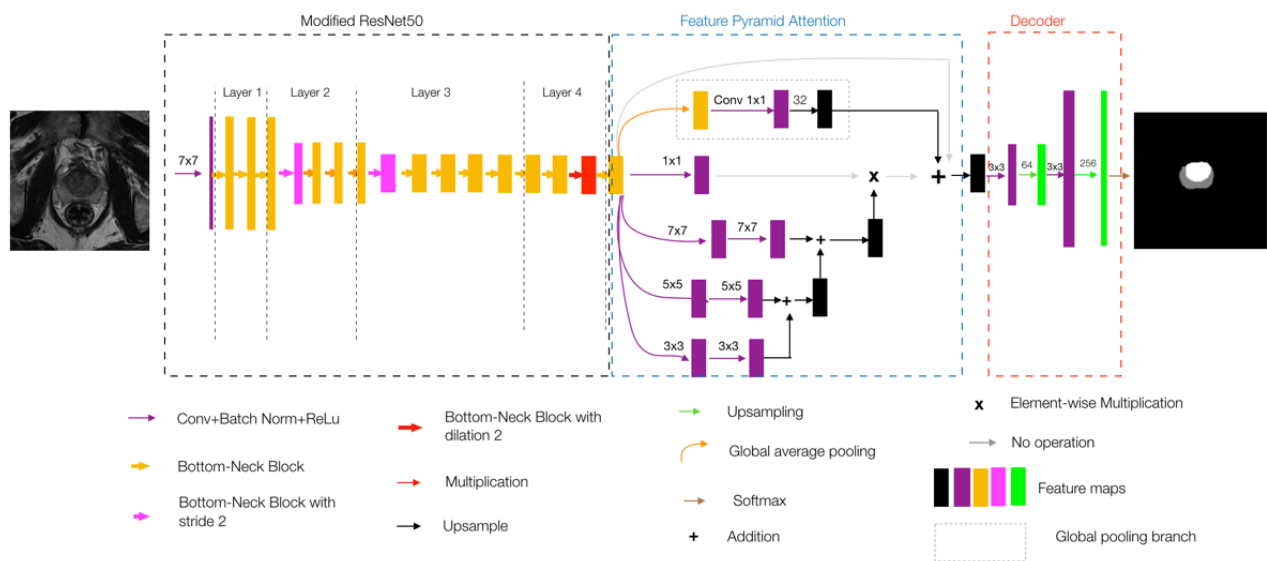 Modified ResNet50
Feature Pyramid Attention
Decoder
Layer 1
Layer 2
Layer 3
Layer 4
Conv 1x1
32
7x7
1x1
x
+
3x3
64
3x3
256
7x7
7x7
+
5x5
5x5
+
3x3
3x3
Conv+Batch Norm+ReLu
Bottom-Neck Block
Bottom-Neck Block with
stride 2
Bottom-Neck Block with
dilation 2
Multiplication
Upsample
Upsampling
Global average pooling
Softmax
+ Addition
x Element-wise Multiplication
No operation
Feature maps
Global pooling branch